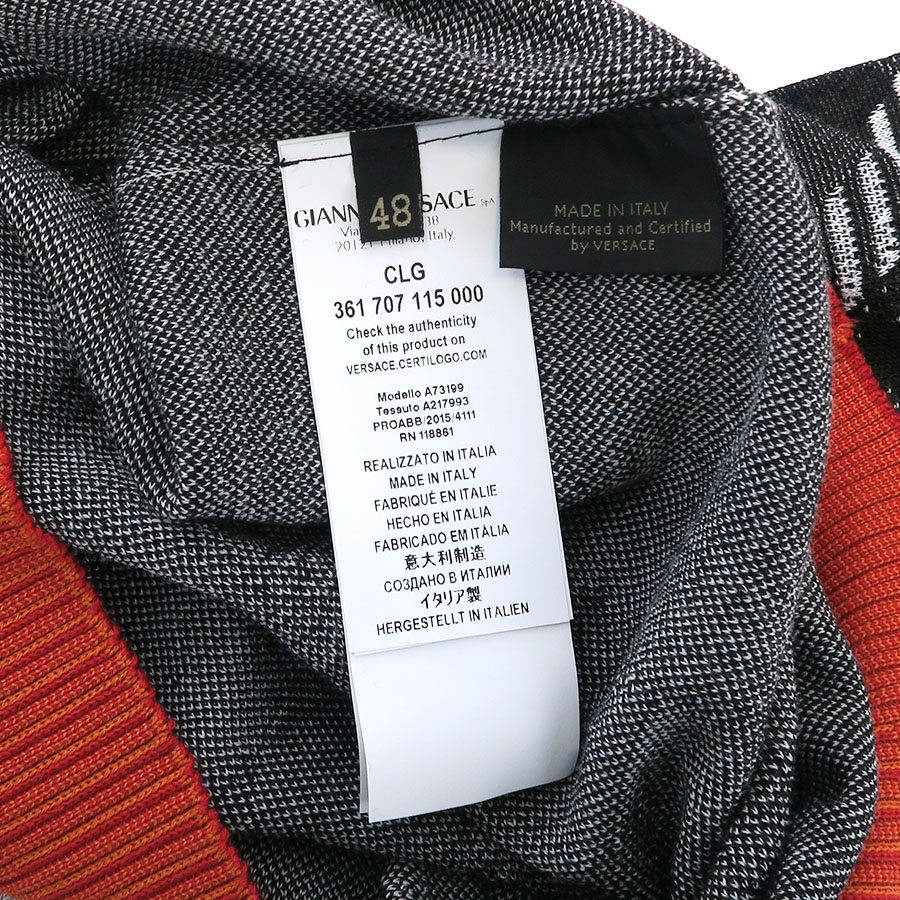 GIANN SACE SpA
48
Via 38
20121 Milano, Italy
CLG
361 707 115 000
Check the authenticity
of this product on
VERSACE.CERTILOGO.COM
Modello A73199
Tessuto A217993
PROABB/2015/4111
RN 118861
REALIZZATO IN ITALIA
MADE IN ITALY
FABRIQUÉ EN ITALIE
HECHO EN ITALIA
FABRICADO EM ITÁLIA
意大利制造
СОЗДАНО В ИТАЛИИ
イタリア製
HERGESTELLT IN ITALIEN
MADE IN ITALY
Manufactured and Certified
by VERSACE